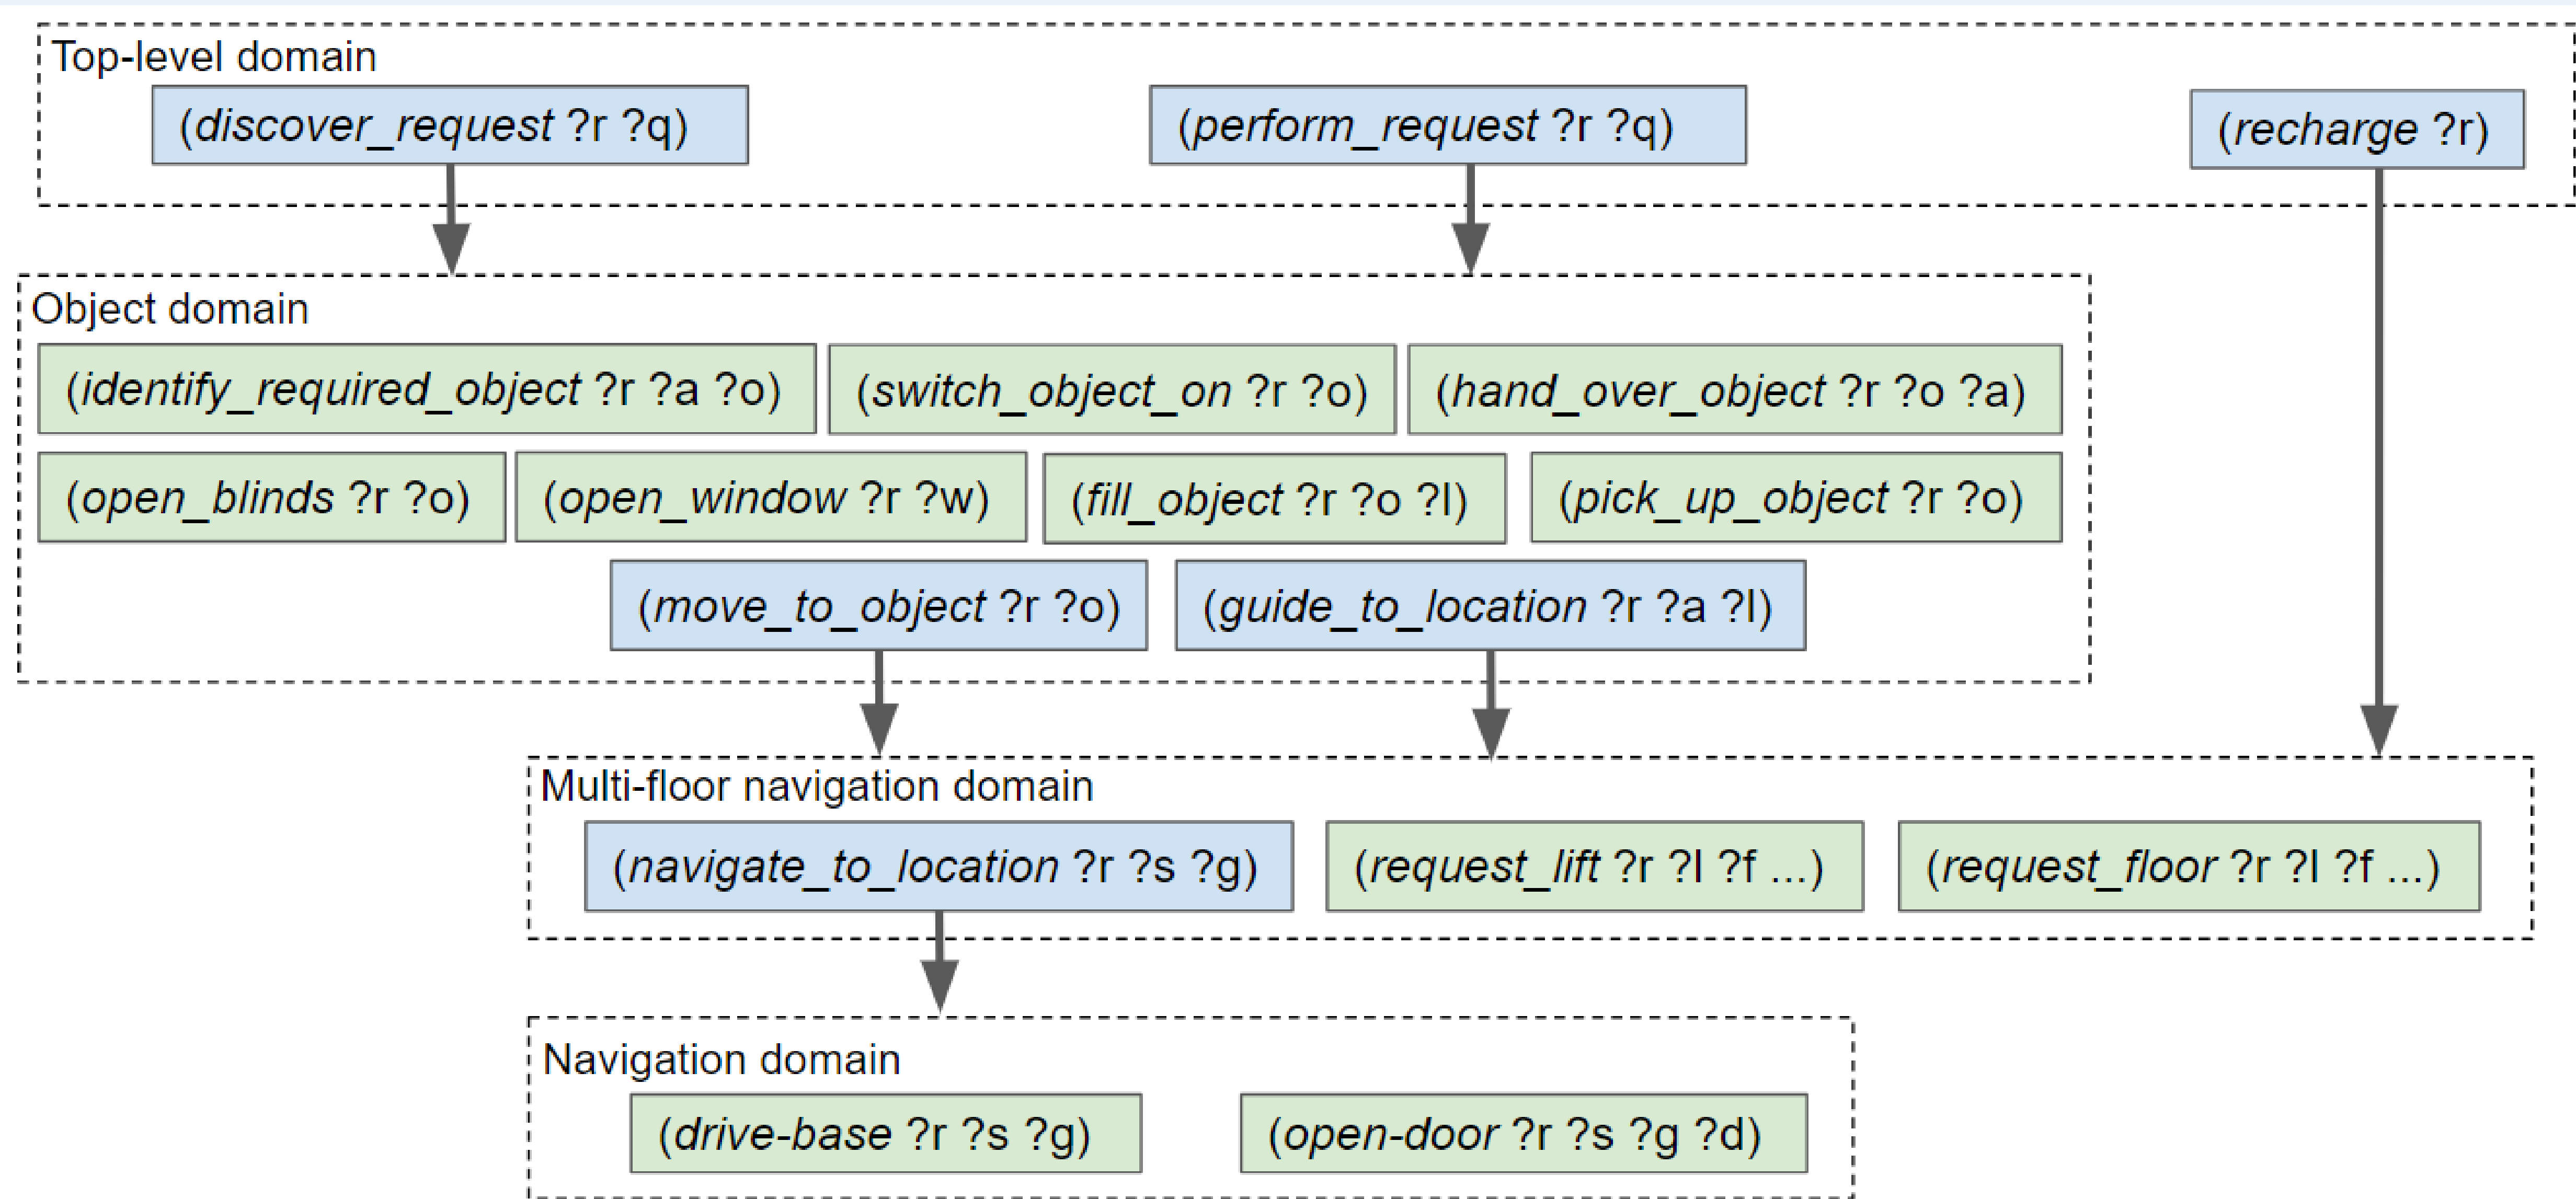 Top-level domain
(discover_request ?r ?q)
(perform_request ?r ?q)
(recharge ?r)
Object domain
(identify_required_object ?r ?a ?o)
(switch_object_on ?r ?o)
(hand_over_object ?r ?o ?a)
(open_blinds ?r ?o)
(open_window ?r ?w)
(fill_object ?r ?o ?l)
(pick_up_object ?r ?o)
(move_to_object ?r ?o)
(guide_to_location ?r ?a ?l)
Multi-floor navigation domain
(navigate_to_location ?r ?s ?g)
(request_lift ?r ?l ?f ...)
(request_floor ?r ?l ?f ...)
Navigation domain
(drive-base ?r ?s ?g)
(open-door ?r ?s ?g ?d)